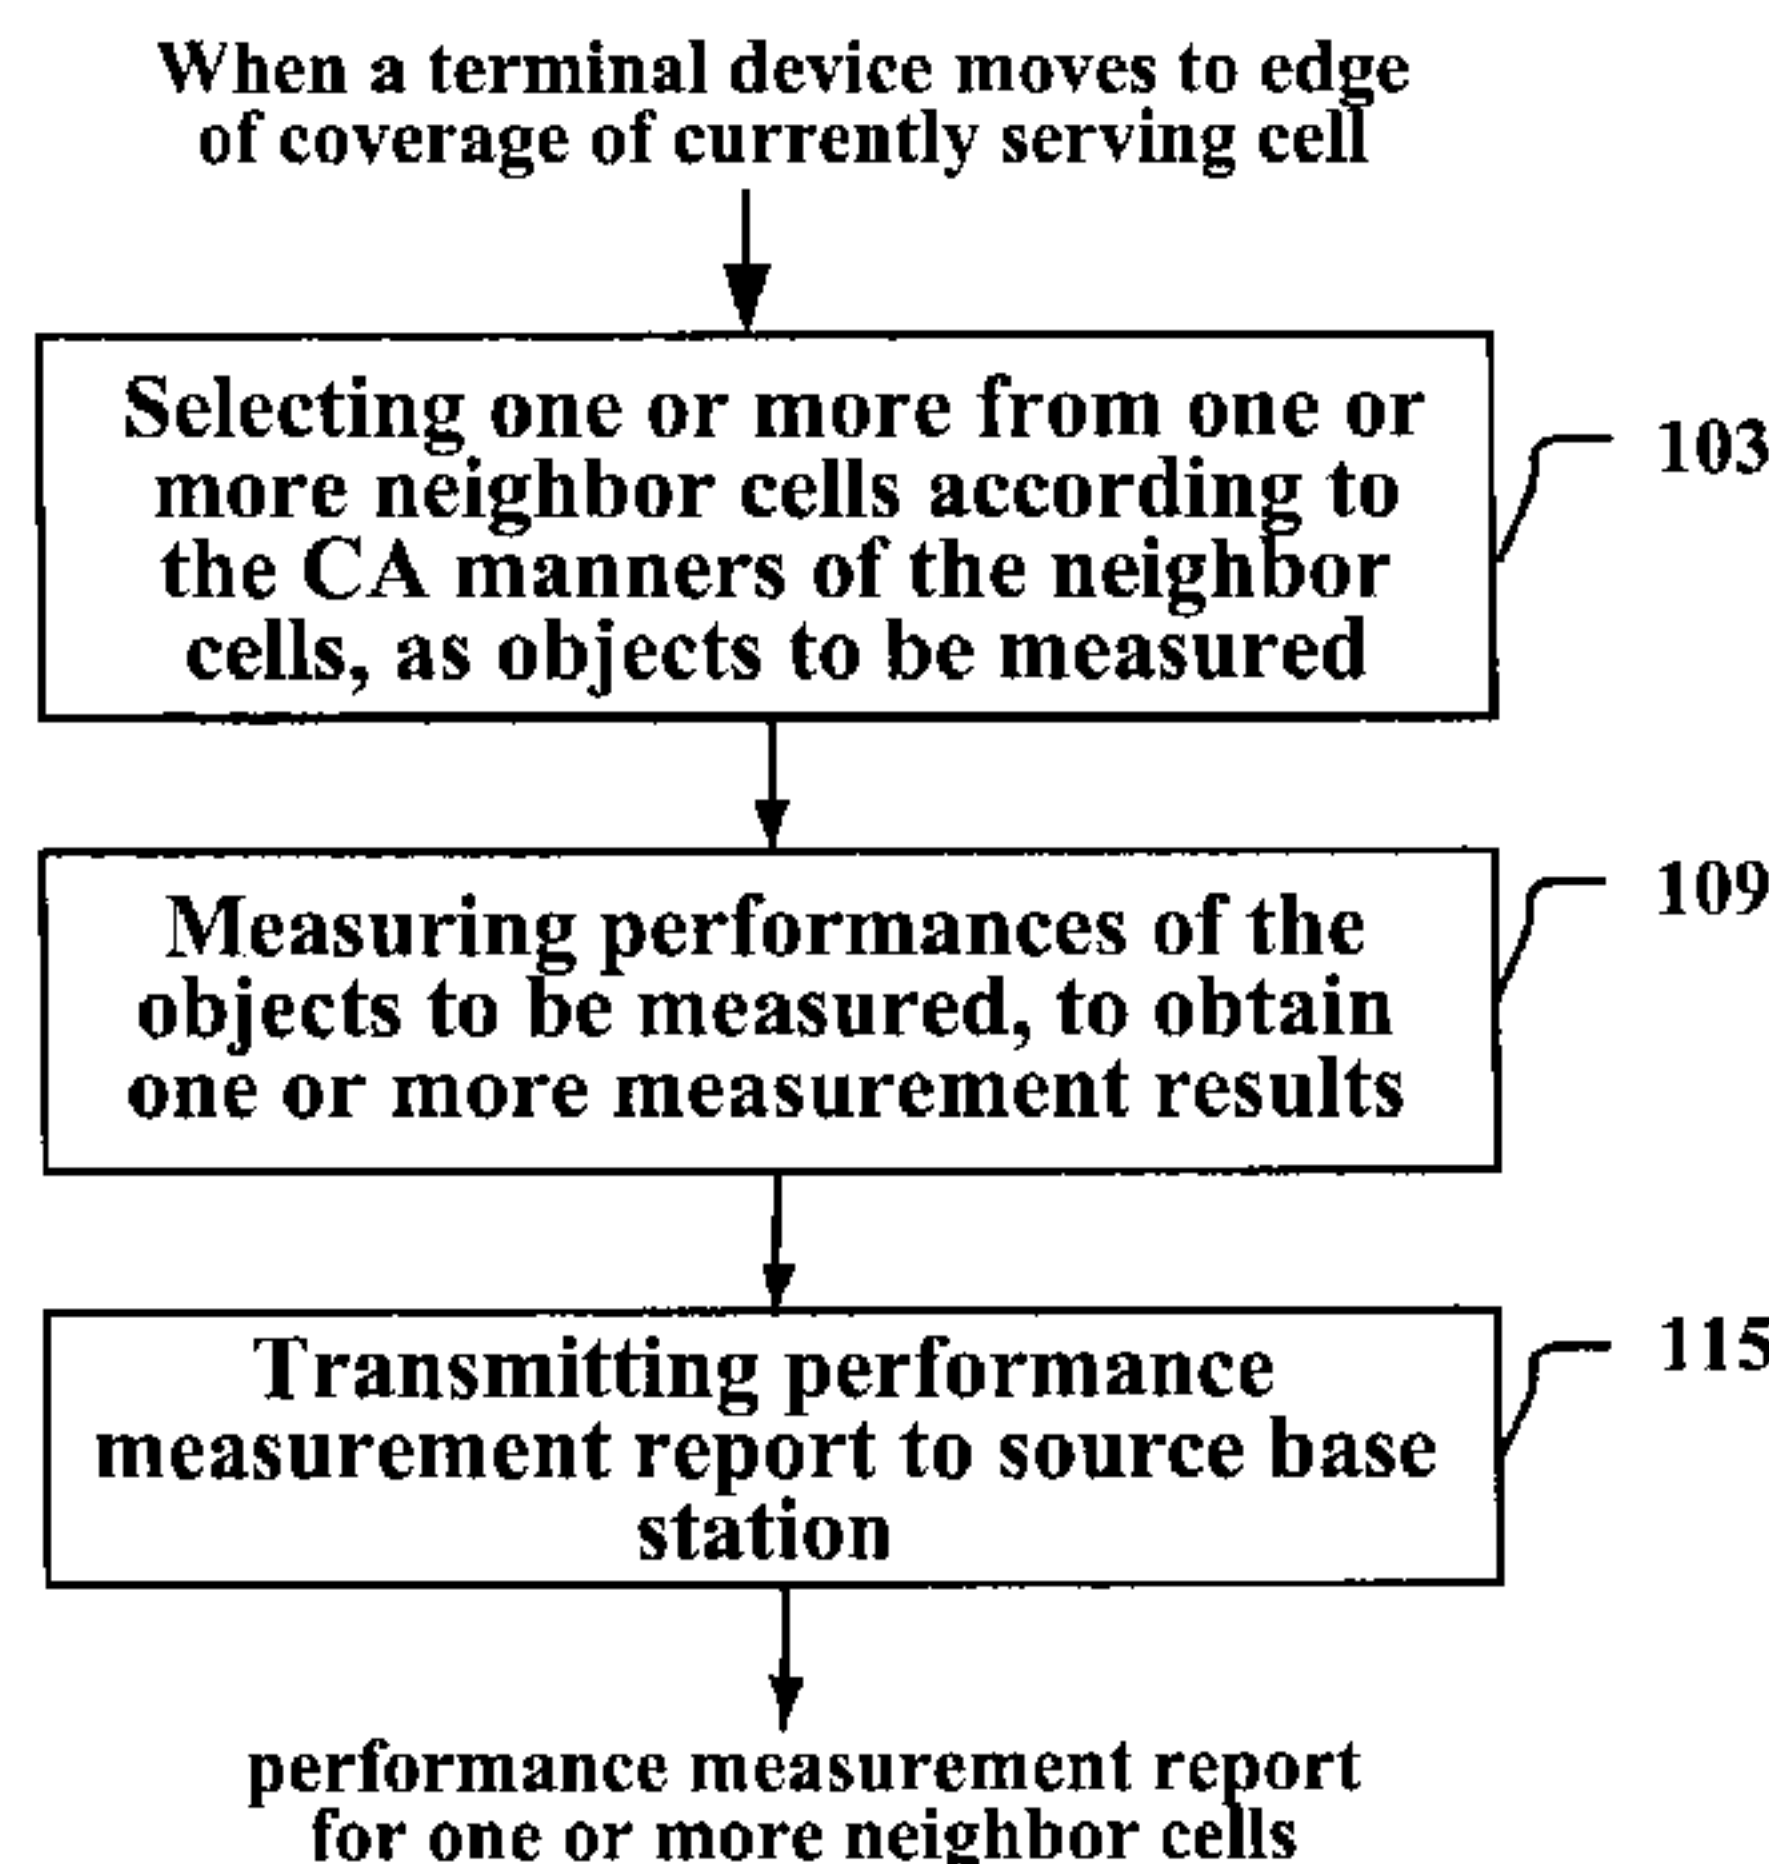 When a terminal device moves to edge
of coverage of currently serving cell
Selecting one or more from one or
more neighbor cells according to
the CA manners of the neighbor
cells, as objects to be measured
103
Measuring performances of the
objects to be measured, to obtain
one or more measurement results
109
Transmitting performance
measurement report to source base
station
115
performance measurement report
for one or more neighbor cells